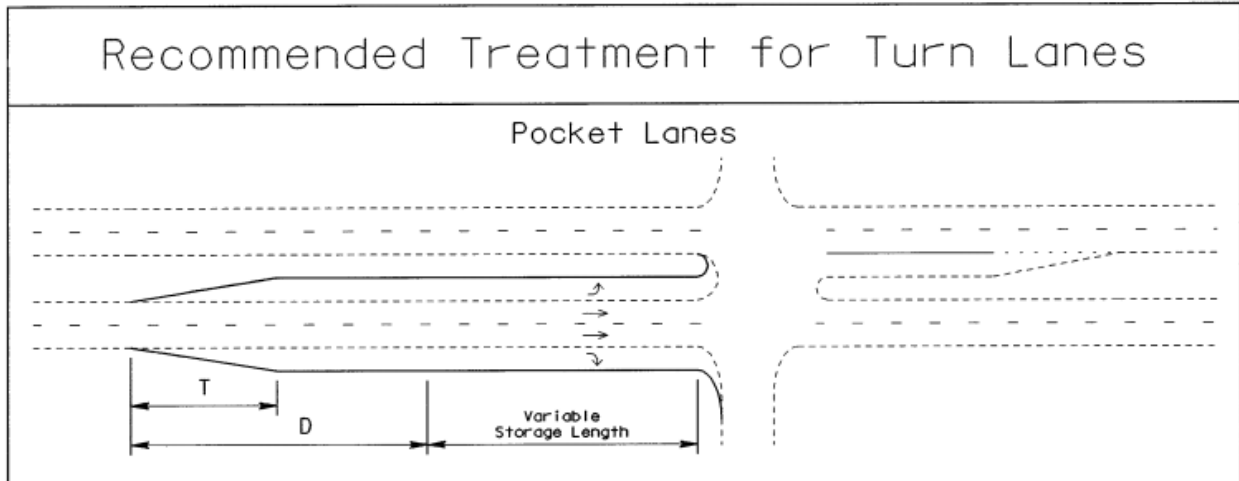 Recommended Treatment for Turn Lanes
Pocket Lanes
T
D
Variable
Storage Length